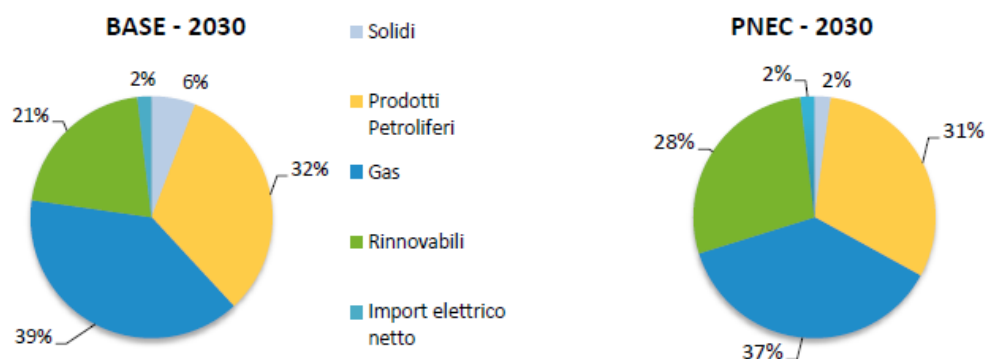 BASE - 2030
2%
6%
21%
32%
39%
Solidi
Prodotti
Petroliferi
Gas
Rinnovabili
Import elettrico
netto
PNEC - 2030
2%
2%
31%
28%
37%